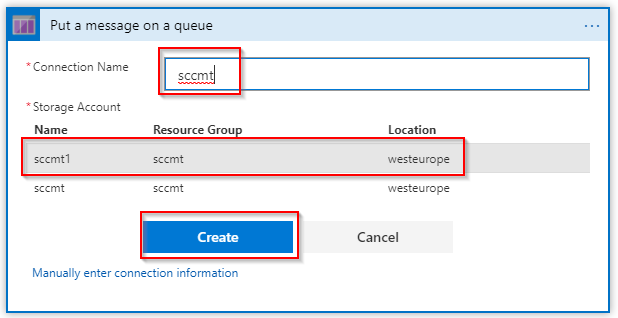 Put a message on a queue ...
* Connection Name sccmt
* Storage Account
Name Resource Group Location
sccmt1 sccmt westeurope
sccmt sccmt westeurope
Create Cancel
Manually enter connection information